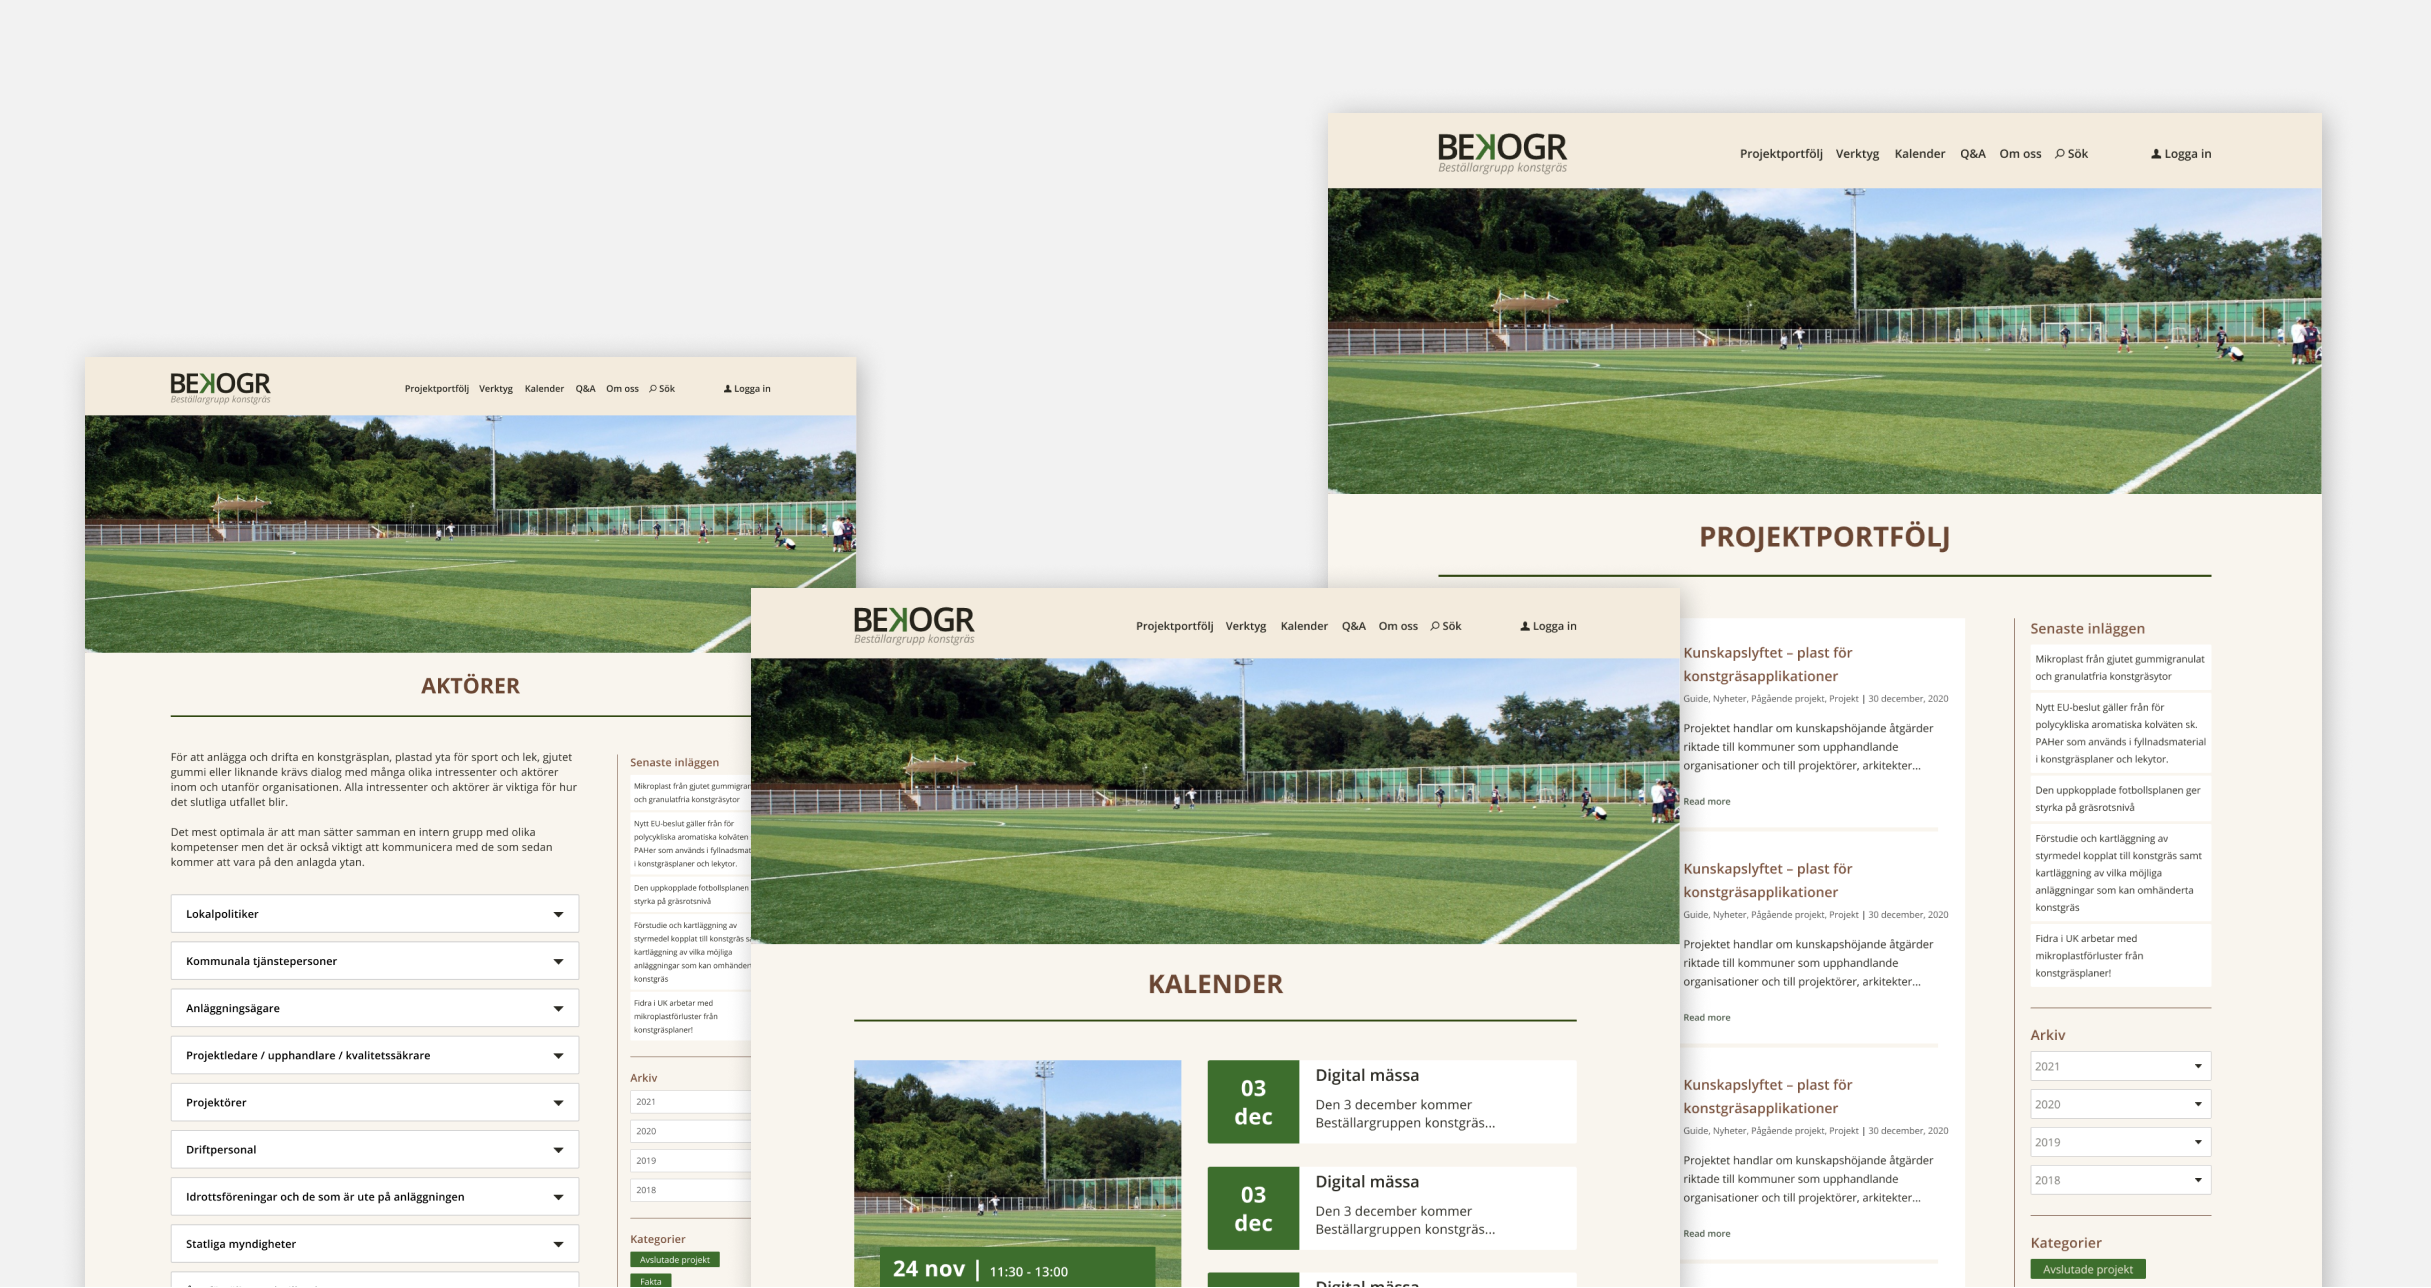 BEKOGR
Beställargrupp konstgräs
Projektportfölj Verktyg Kalender Q&A Om oss Sök Logga in
PROJEKTPORTFÖLJ
Kunskapslyftet – plast för
konstgräsapplikationer
Guide, Nyheter, Pågående projekt, Projekt | 30 december, 2020
Projektet handlar om kunskapshöjande åtgärder
riktade till kommuner som upphandlande
organisationer och till projektörer, arkitekter...
Read more
Kunskapslyftet – plast för
konstgräsapplikationer
Guide, Nyheter, Pågående projekt, Projekt | 30 december, 2020
Projektet handlar om kunskapshöjande åtgärder
riktade till kommuner som upphandlande
organisationer och till projektörer, arkitekter...
Read more
Kunskapslyftet – plast för
konstgräsapplikationer
Guide, Nyheter, Pågående projekt, Projekt | 30 december, 2020
Projektet handlar om kunskapshöjande åtgärder
riktade till kommuner som upphandlande
organisationer och till projektörer, arkitekter...
Read more
Senaste inläggen
Mikroplast från gjutet gummigranulat
och granulatfria konstgräsytor
Nytt EU-beslut gäller från för
polycykliska aromatiska kolväten sk.
PAHer som används i fyllnadsmaterial
i konstgräsplaner och lekytor.
Den uppkopplade fotbollsplanen ger
styrka på gräsrotsnivå
Förstudie och kartläggning av
styrmedel kopplat till konstgräs samt
kartläggning av vilka möjliga
anläggningar som kan omhänderta
konstgräs
Fidra i UK arbetar med
mikroplastförluster från
konstgräsplaner!
Arkiv
2021
2020
2019
2018
Kategorier
Avslutade projekt
BEKOGR
Beställargrupp konstgräs
Projektportfölj Verktyg Kalender Q&A Om oss Sök Logga in
AKTÖRER
För att anlägga och drifta en konstgräsplan, plastad yta för sport och lek, gjutet
gummi eller liknande krävs dialog med många olika intressenter och aktörer
inom och utanför organisationen. Alla intressenter och aktörer är viktiga för hur
det slutliga utfallet blir.
Det mest optimala är att man sätter samman en intern grupp med olika
kompetenser men det är också viktigt att kommunicera med de som sedan
kommer att vara på den anlagda ytan.
Lokalpolitiker
Kommunala tjänstepersoner
Anläggningsägare
Projektledare / upphandlare / kvalitetssäkrare
Projektörer
Driftpersonal
Idrottsföreningar och de som är ute på anläggningen
Statliga myndigheter
Senaste inläggen
Mikroplast från gjutet gummigran
och granulatfria konstgräsytor
Nytt EU-beslut gäller från för
polycykliska aromatiska kolväten
PAHer som används i fyllnadsmat
i konstgräsplaner och lekytor.
Den uppkopplade fotbollsplanen
styrka på gräsrotsnivå
Förstudie och kartläggning av
styrmedel kopplat till konstgräs s
kartläggning av vilka möjliga
anläggningar som kan omhänder
konstgräs
Fidra i UK arbetar med
mikroplastförluster från
konstgräsplaner!
Arkiv
2021
2020
2019
2018
Kategorier
Avslutade projekt
Fakta
BEKOGR
Beställargrupp konstgräs
Projektportfölj Verktyg Kalender Q&A Om oss Sök Logga in
KALENDER
24 nov | 11:30 - 13:00
03
dec
Digital mässa
Den 3 december kommer
Beställargruppen konstgräs...
03
dec
Digital mässa
Den 3 december kommer
Beställargruppen konstgräs...
Digital mässa